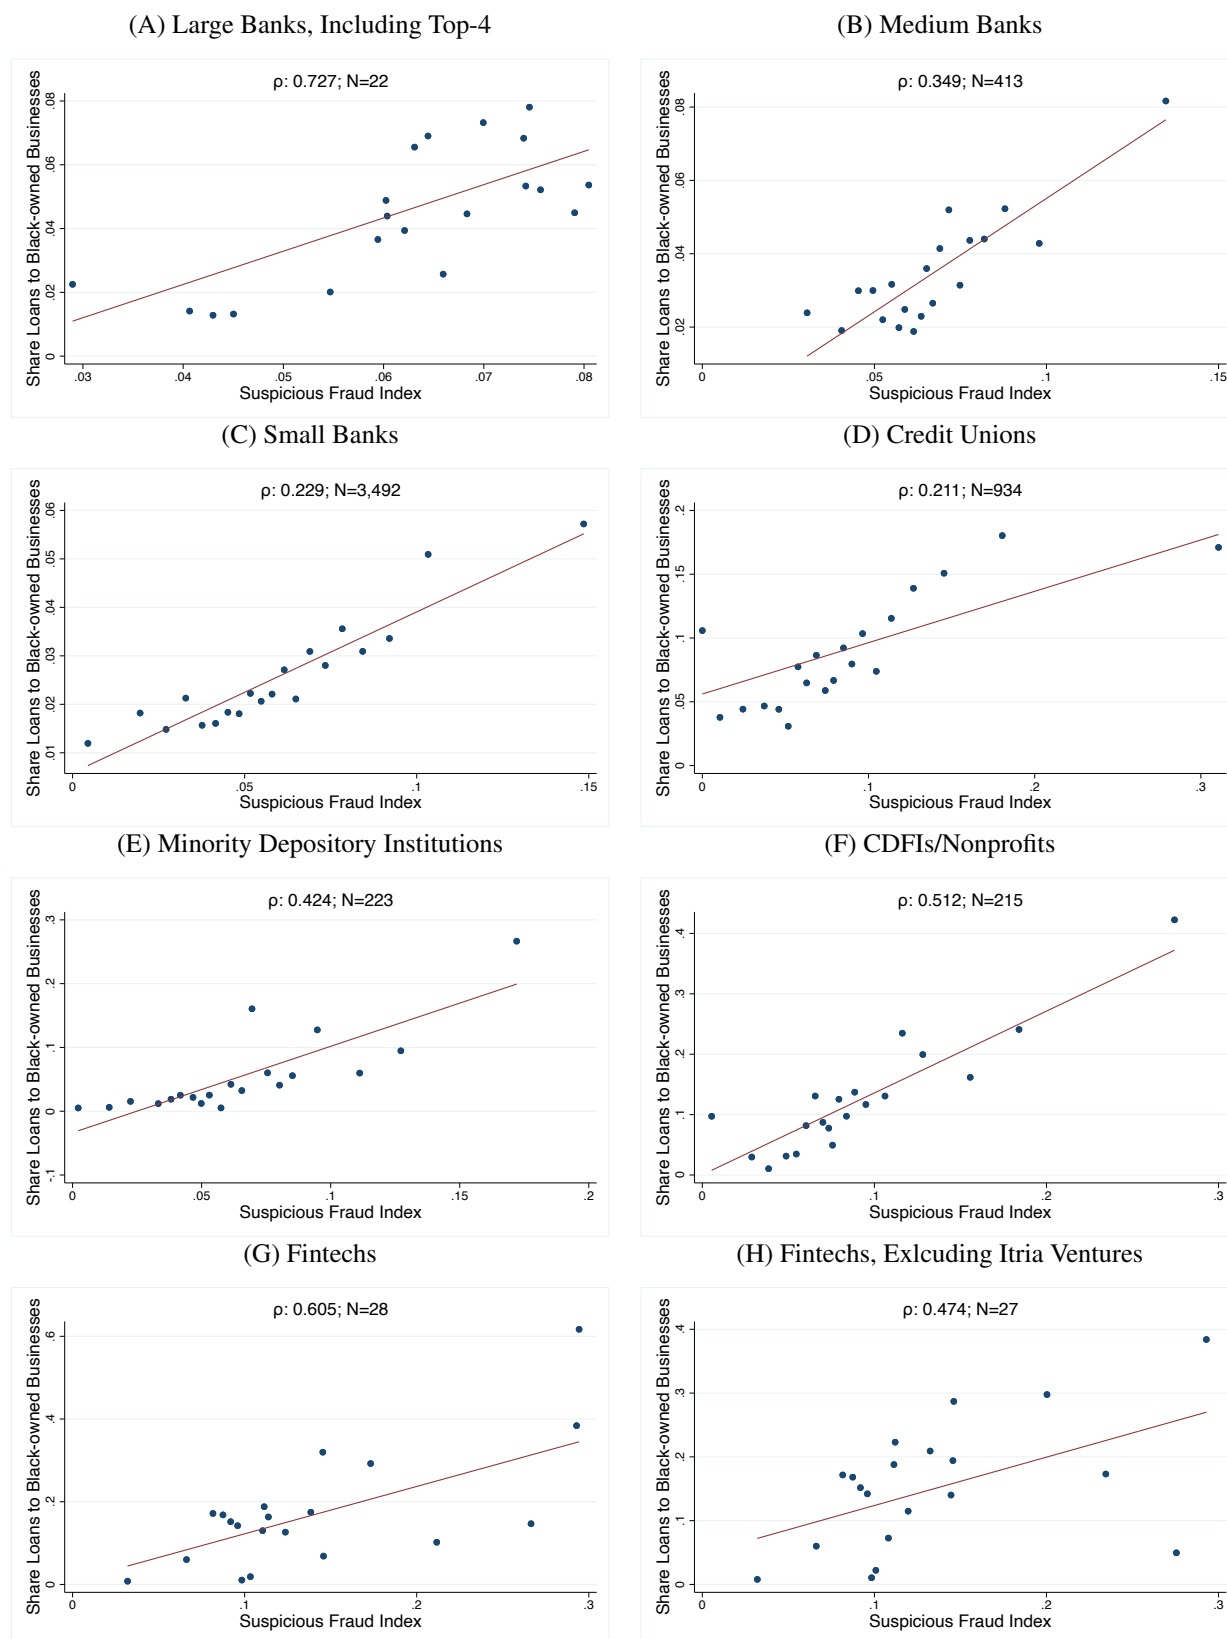 (A) Large Banks, Including Top-4
ρ: 0.727; N=22
Share Loans to Black-owned Businesses
0 .02 .04 .06 .08
.03 .04 .05 .06 .07 .08
Suspicious Fraud Index
(B) Medium Banks
ρ: 0.349; N=413
Share Loans to Black-owned Businesses
.02 .04 .06 .08
0 .05 .1 .15
Suspicious Fraud Index
(C) Small Banks
ρ: 0.229; N=3,492
Share Loans to Black-owned Businesses
.01 .02 .03 .04 .05 .06
0 .05 .1 .15
Suspicious Fraud Index
(D) Credit Unions
ρ: 0.211; N=934
Share Loans to Black-owned Businesses
0 .05 .1 .15 .2
0 .1 .2 .3
Suspicious Fraud Index
(E) Minority Depository Institutions
ρ: 0.424; N=223
Share Loans to Black-owned Businesses
-.1 0 .1 .2 .3
0 .05 .1 .15 .2
Suspicious Fraud Index
(F) CDFIs/Nonprofits
ρ: 0.512; N=215
Share Loans to Black-owned Businesses
0 .1 .2 .3 .4
0 .1 .2 .3
Suspicious Fraud Index
(G) Fintechs
ρ: 0.605; N=28
Share Loans to Black-owned Businesses
0 .2 .4 .6
0 .1 .2 .3
Suspicious Fraud Index
(H) Fintechs, Exlcuding Itria Ventures
ρ: 0.474; N=27
Share Loans to Black-owned Businesses
0 .1 .2 .3 .4
0 .1 .2 .3
Suspicious Fraud Index